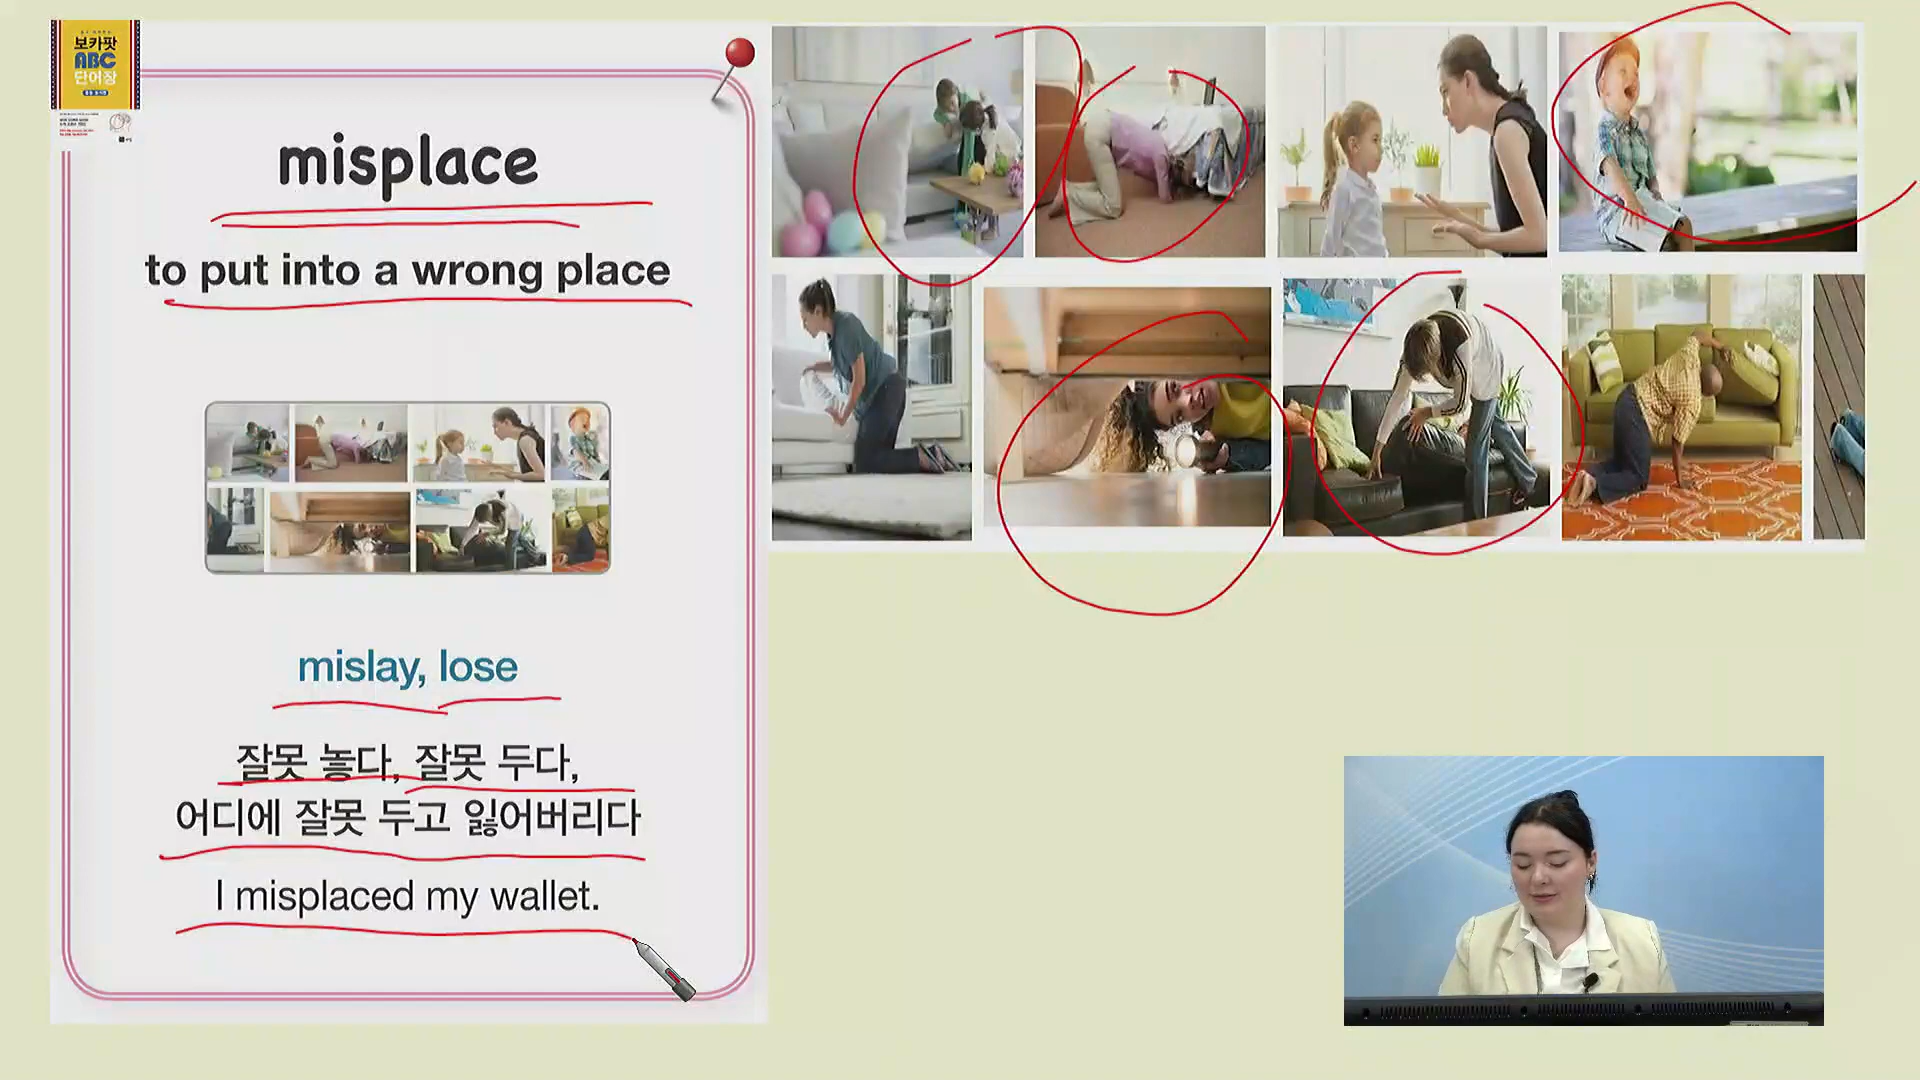 보카팟
ABC
단어장
misplace
to put into a wrong place
mislay, lose
잘못 놓다, 잘못 두다,
어디에 잘못 두고 잃어버리다
I misplaced my wallet.